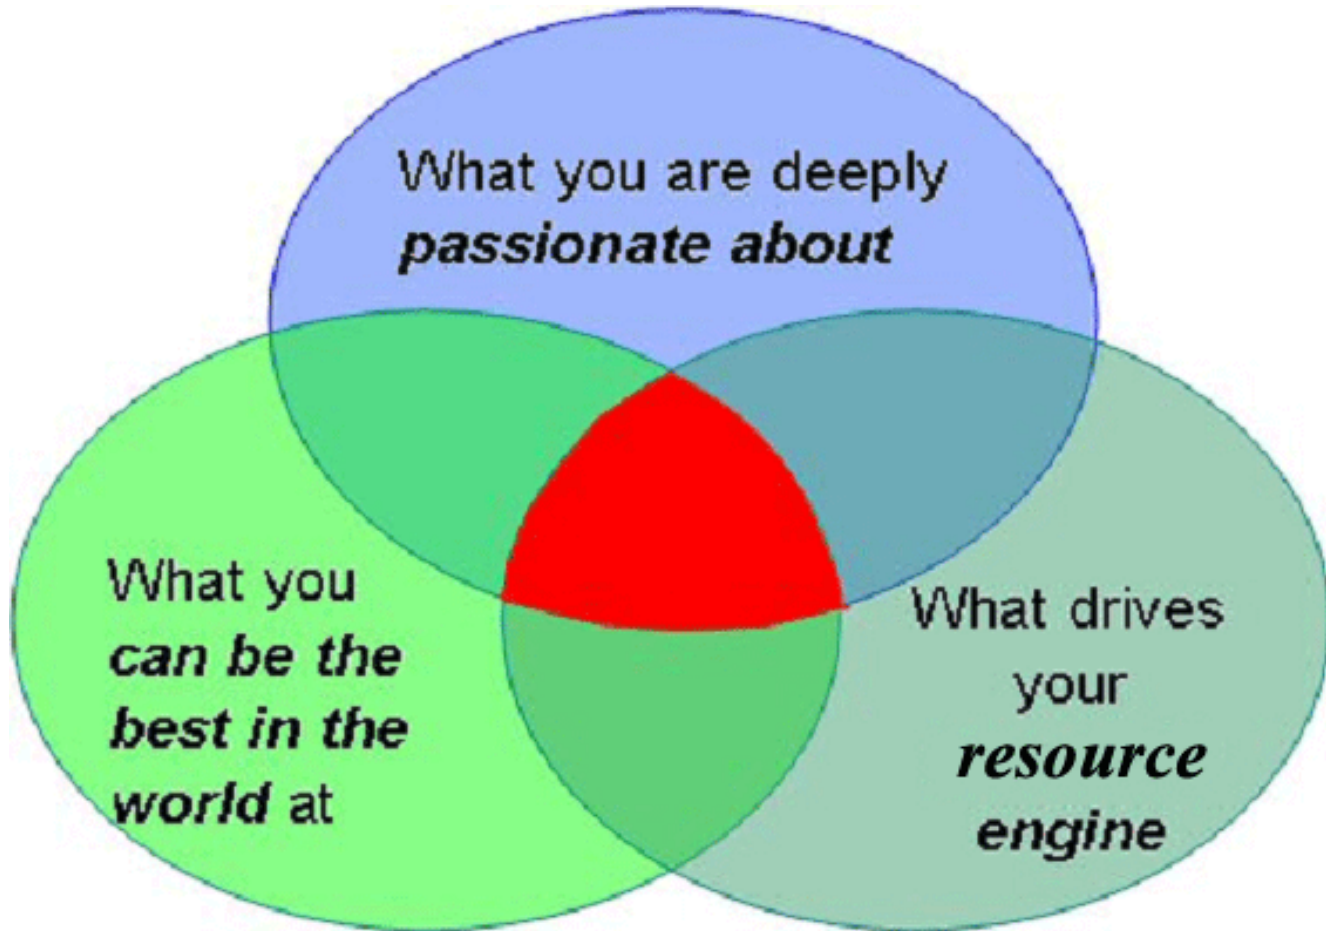 What you are deeply
passionate about
What you
can be the
best in the
world at
What drives
your
resource
engine